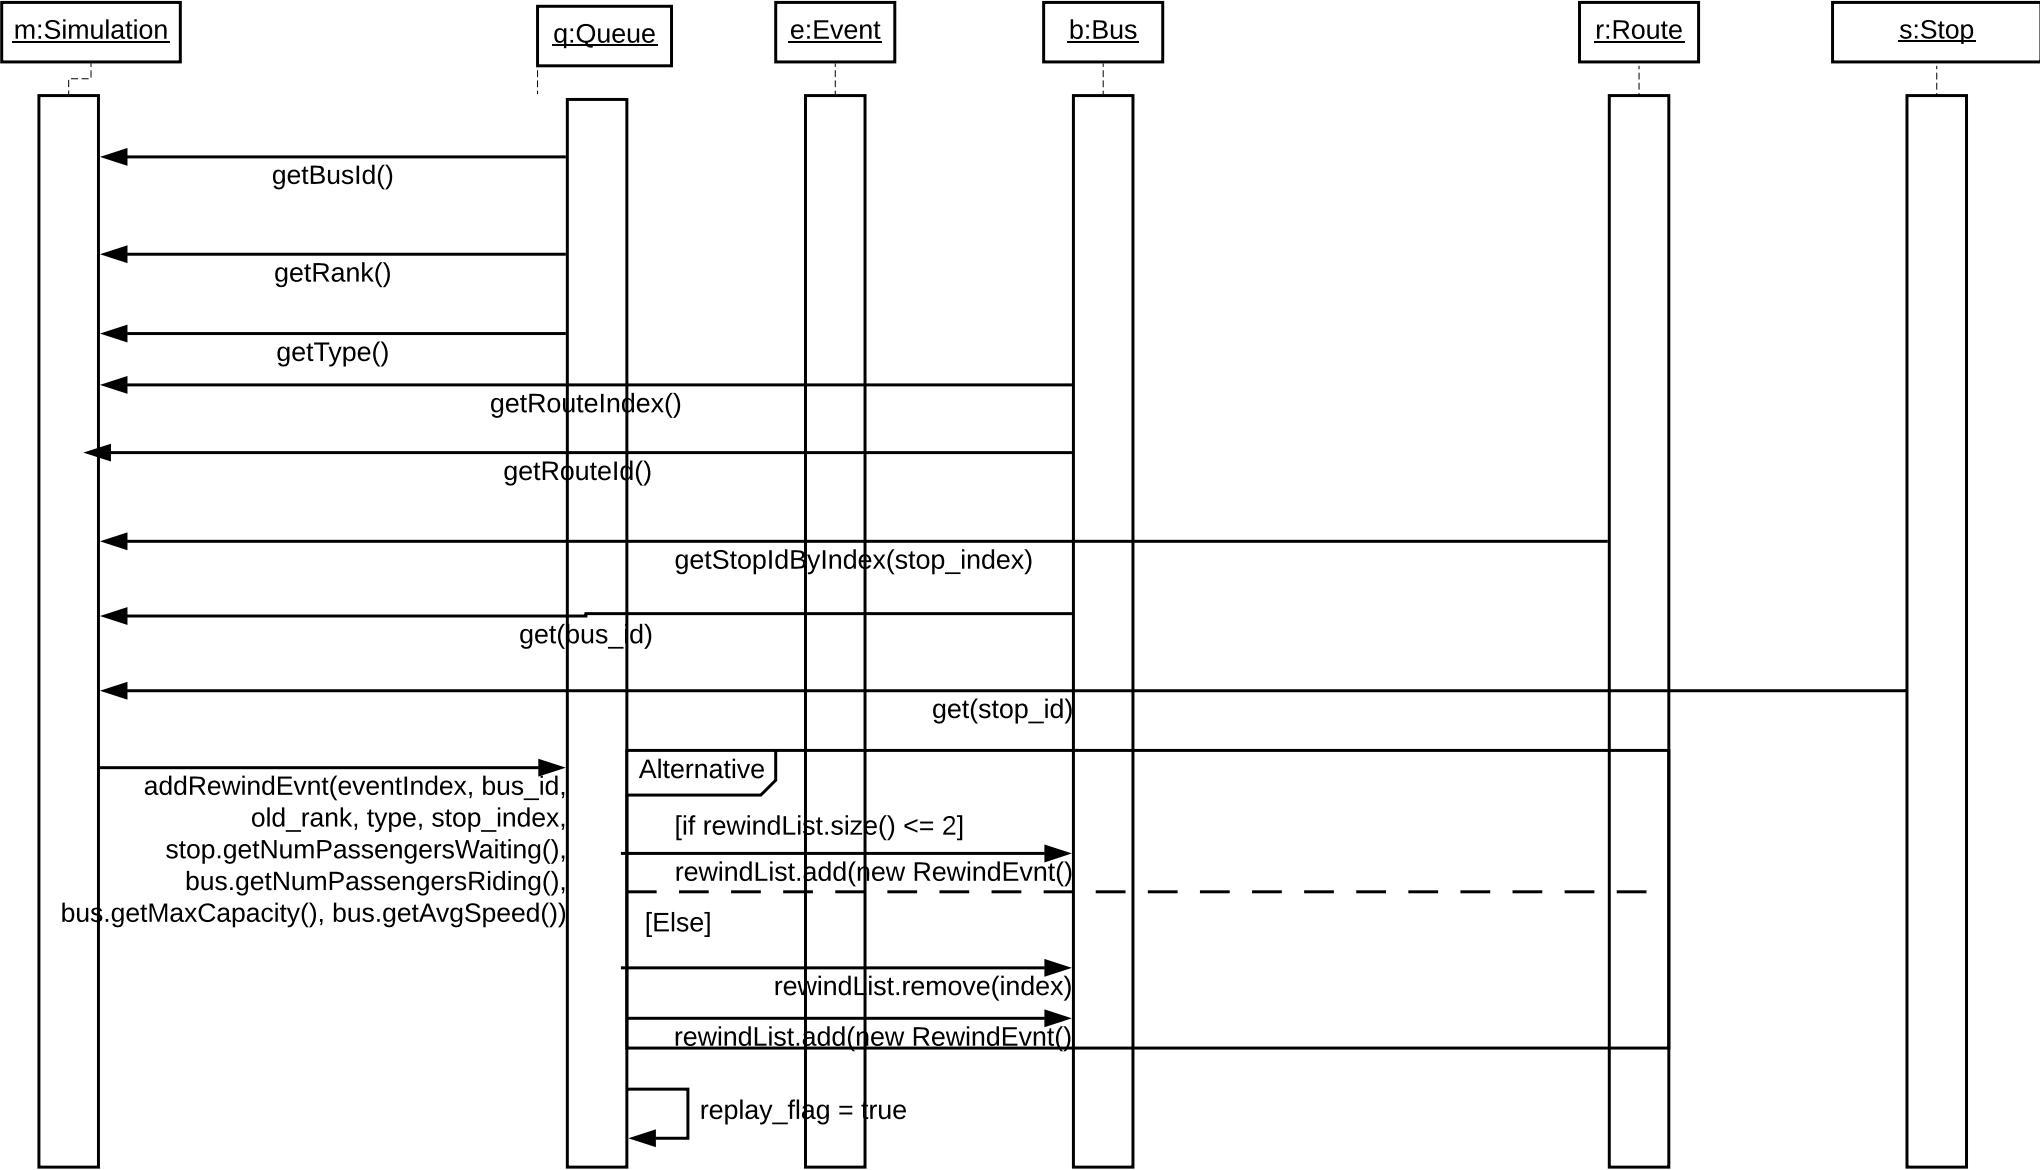 m:Simulation
q:Queue
e:Event
b:Bus
r:Route
s:Stop
getBusId()
getRank()
getType()
getRouteIndex()
getRouteId()
getStopIdByIndex(stop_index)
get(bus_id)
get(stop_id)
addRewindEvnt(eventIndex, bus_id,
old_rank, type, stop_index,
stop.getNumPassengersWaiting(),
bus.getNumPassengersRiding(),
bus.getMaxCapacity(), bus.getAvgSpeed())
Alternative
[if rewindList.size() <= 2]
rewindList.add(new RewindEvnt()
[Else]
rewindList.remove(index)
rewindList.add(new RewindEvnt()
replay_flag = true